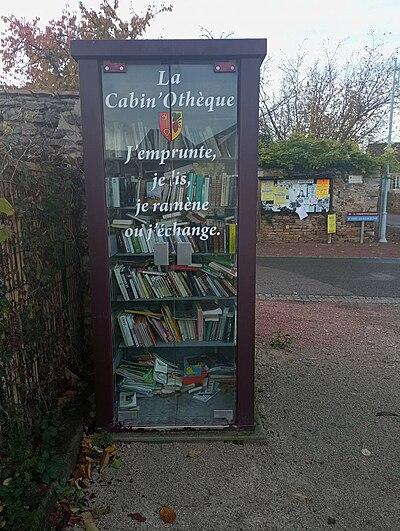 La
Cabin'Othèque
J'emprunte,
je lis,
je ramène
ou j'échange.